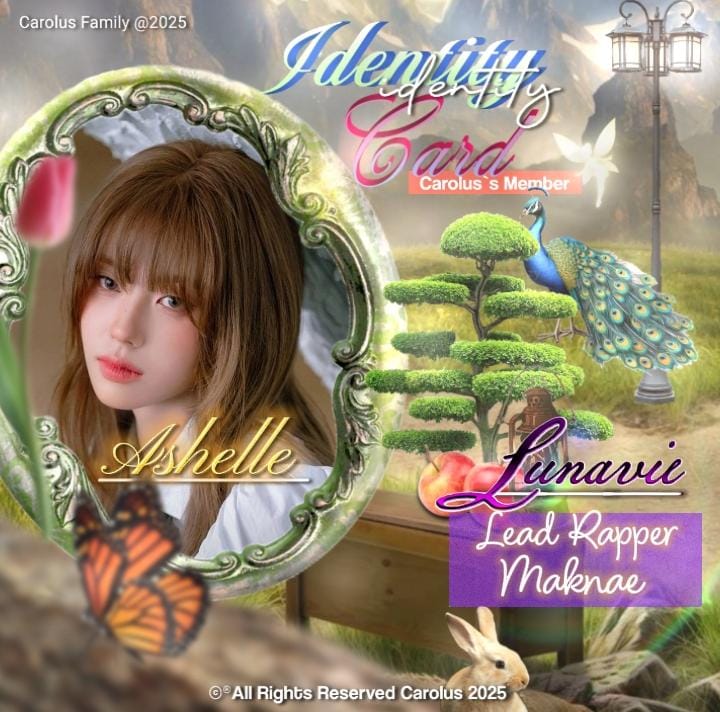 Carolus Family @2025
Identity
identity
Card
Carolus`s Member
Ashelle
Lunavii
Lead Rapper
Maknae
©® All Rights Reserved Carolus 2025